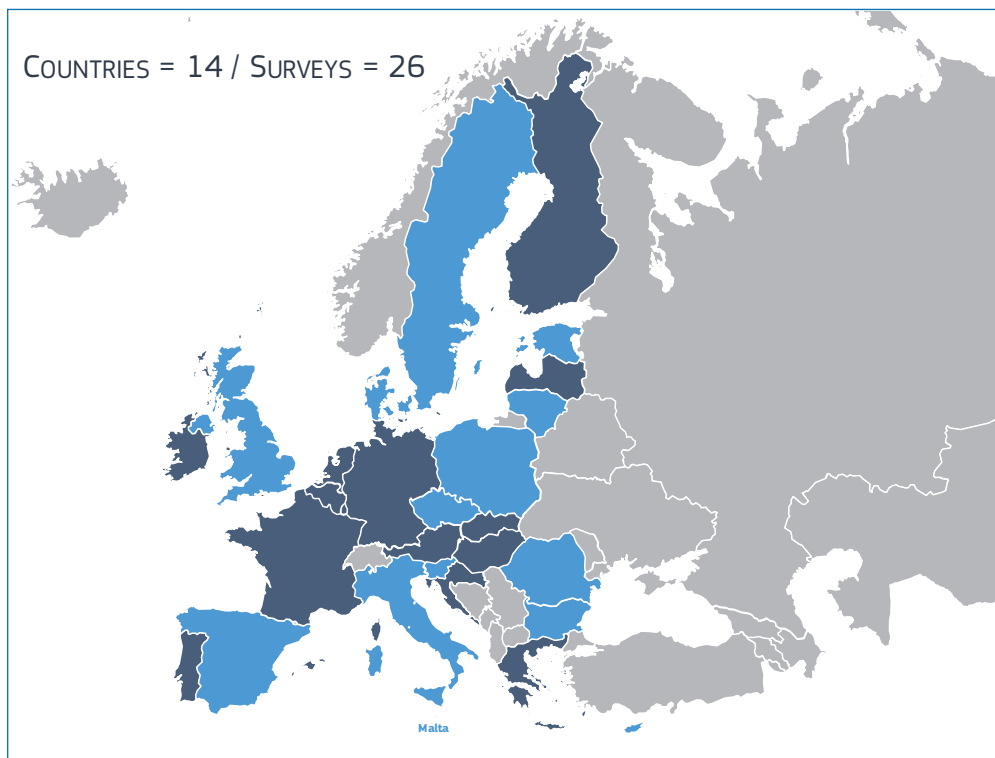 Countries = 14 / Surveys = 26
Malta